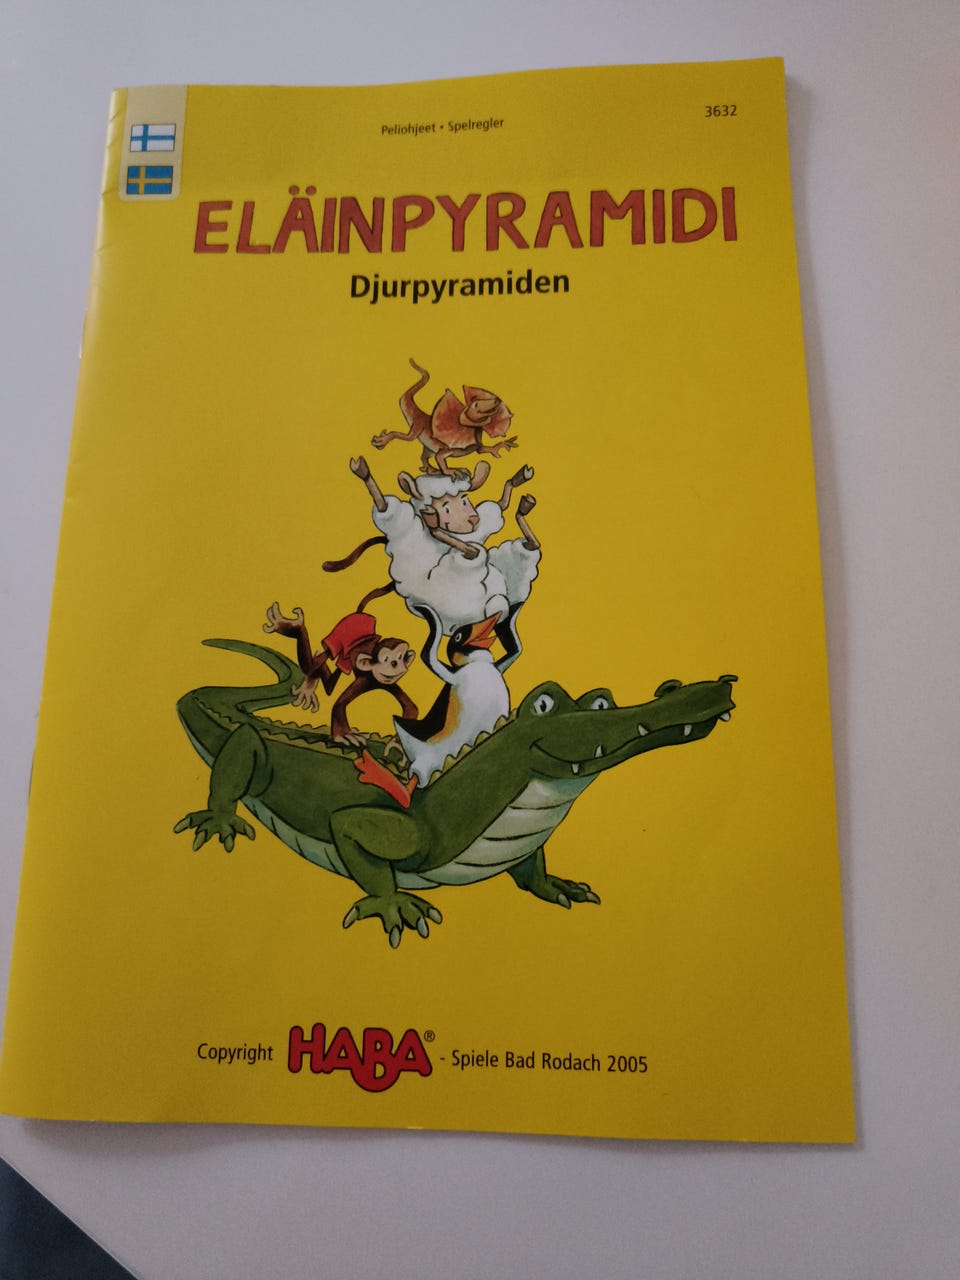 Peliohjeet • Spelregler
3632
ELÄINPYRAMIDI
Djurpyramiden
Copyright HABA® - Spiele Bad Rodach 2005